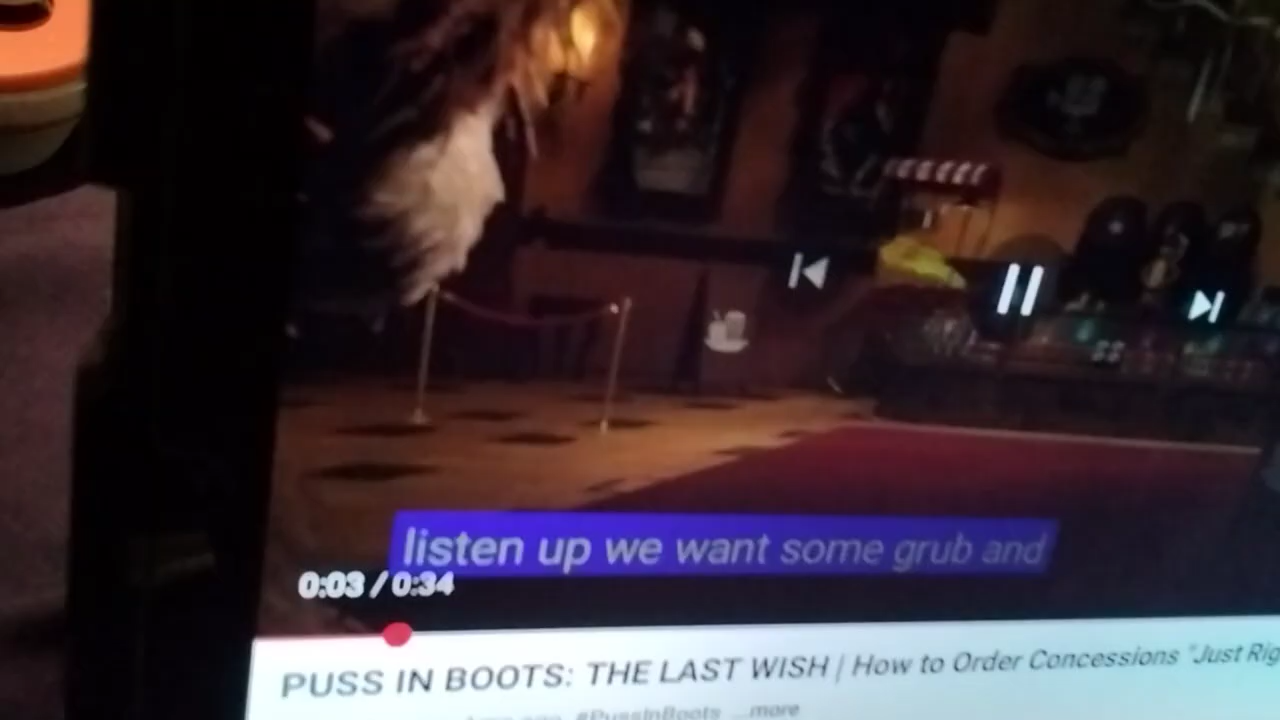 listen up we want some grub and
0:03 / 0:34
PUSS IN BOOTS: THE LAST WISH | How to Order Concessions "Just Rig
ago #PussInBoots ...more